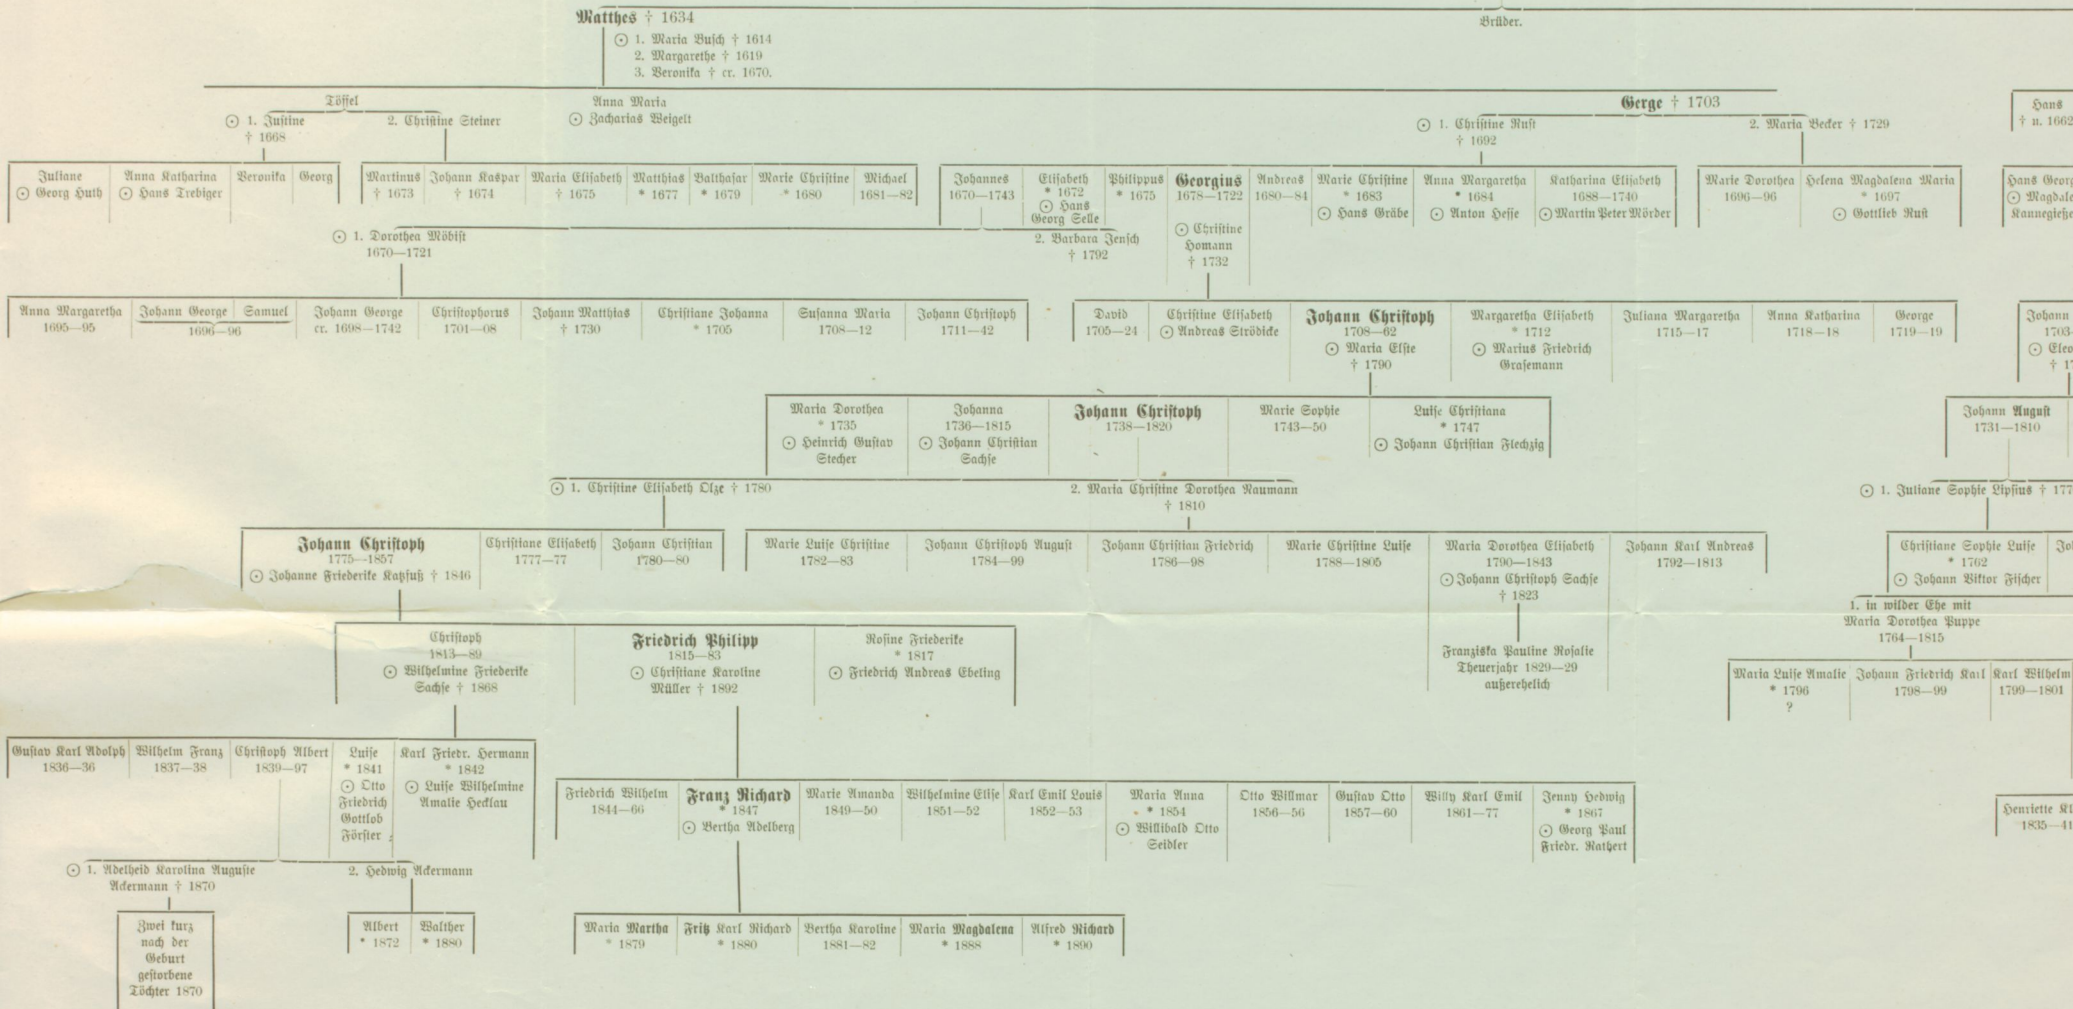 Matthes † 1634
Brüder.
⊙ 1. Maria Busch † 1614
2. Margarethe † 1619
3. Veronika † cr. 1670.
Töffel
⊙ 1. Justine
† 1668
2. Christine Steiner
Anna Maria
⊙ Zacharias Weigelt
Gerge † 1703
⊙ 1. Christine Rust
† 1692
2. Maria Becker † 1729
Hans
† n. 1662
Juliane
⊙ Georg Huth
Anna Katharina
⊙ Hans Trebiger
Veronika
Georg
Martinus
† 1673
Johann Kaspar
† 1674
Maria Elisabeth
† 1675
Matthias
* 1677
Balthasar
* 1679
Marie Christine
* 1680
Michael
1681—82
Johannes
1670—1743
Elisabeth
* 1672
⊙ Hans
Georg Selle
Philippus
* 1675
Georgius
1678—1722
⊙ Christine
Homann
† 1732
Andreas
1680—84
Marie Christine
* 1683
⊙ Hans Gräbe
Anna Margaretha
* 1684
⊙ Anton Hesse
Katharina Elisabeth
1688—1740
⊙ Martin Peter Mörder
Marie Dorothea
1696—96
Helena Magdalena Maria
* 1697
⊙ Gottlieb Rust
Hans Georg
⊙ Magdale
Kannegieße
⊙ 1. Dorothea Möbist
1670—1721
2. Barbara Jensch
† 1792
Anna Margaretha
1695—95
Johann George
Samuel
1696—96
Johann George
cr. 1698—1742
Christophorus
1701—08
Johann Matthias
† 1730
Christiane Johanna
* 1705
Susanna Maria
1708—12
Johann Christoph
1711—42
David
1705—24
Christine Elisabeth
⊙ Andreas Strödicke
Johann Christoph
1708—62
⊙ Maria Elste
† 1790
Margaretha Elisabeth
* 1712
⊙ Marius Friedrich
Grasemann
Juliana Margaretha
1715—17
Anna Katharina
1718—18
George
1719—19
Johann
1703
⊙ Eleo
† 17
Maria Dorothea
* 1735
⊙ Heinrich Gustav
Stecher
Johanna
1736—1815
⊙ Johann Christian
Sachse
Johann Christoph
1738—1820
Marie Sophie
1743—50
Luise Christiana
* 1747
⊙ Johann Christian Flechzig
Johann August
1731—1810
⊙ 1. Christine Elisabeth Olze † 1780
2. Maria Christine Dorothea Naumann
† 1810
⊙ 1. Juliane Sophie Lipsius † 177
Johann Christoph
1775—1857
⊙ Johanne Friederike Katzsuß † 1846
Christiane Elisabeth
1777—77
Johann Christian
1780—80
Marie Luise Christine
1782—83
Johann Christoph August
1784—99
Johann Christian Friedrich
1786—98
Marie Christine Luise
1788—1805
Maria Dorothea Elisabeth
1790—1843
⊙ Johann Christoph Sachse
† 1823
Johann Karl Andreas
1792—1813
Christiane Sophie Luise
* 1762
⊙ Johann Viktor Fischer
Jo
1. in wilder Ehe mit
Maria Dorothea Puppe
1764—1815
Christoph
1813—89
⊙ Wilhelmine Friederike
Sachse † 1868
Friedrich Philipp
1815—83
⊙ Christiane Karoline
Müller † 1892
Rosine Friederike
* 1817
⊙ Friedrich Andreas Ebeling
Franziska Pauline Rosalie
Theuerjahr 1829—29
außerehelich
Maria Luise Amalie
* 1796
?
Johann Friedrich Karl
1798—99
Karl Wilhelm
1799—1801
Gustav Karl Adolph
1836—36
Wilhelm Franz
1837—38
Christoph Albert
1839—97
Luise
* 1841
⊙ Otto
Friedrich
Gottlob
Förster
Karl Friedr. Hermann
* 1842
⊙ Luise Wilhelmine
Amalie Hecklau
Friedrich Wilhelm
1844—66
Franz Richard
* 1847
⊙ Bertha Adelberg
Marie Amanda
1849—50
Wilhelmine Elise
1851—52
Karl Emil Louis
1852—53
Maria Anna
* 1854
⊙ Willibald Otto
Seidler
Otto Willmar
1856—56
Gustav Otto
1857—60
Willy Karl Emil
1861—77
Jenny Hedwig
* 1867
⊙ Georg Paul
Friedr. Rathert
Henriette Kl
1835—41
⊙ 1. Adelheid Karolina Auguste
Ackermann † 1870
2. Hedwig Ackermann
Zwei kurz
nach der
Geburt
gestorbene
Töchter 1870
Albert
* 1872
Walther
* 1880
Maria Martha
* 1879
Fritz Karl Richard
* 1880
Bertha Karoline
1881—82
Maria Magdalena
* 1888
Alfred Richard
* 1890